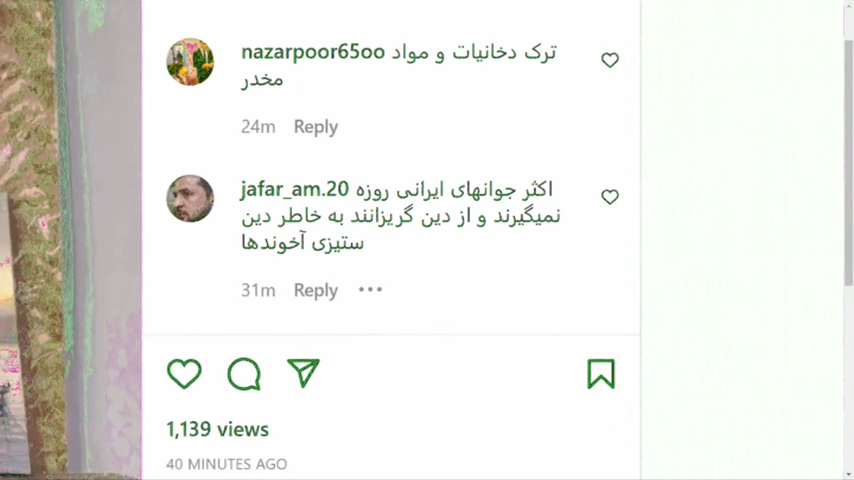 nazarpoor65oo ترک دخانیات و مواد
مخدر
24m Reply
jafar_am.20 اکثر جوانهای ایرانی روزه
نمیگیرند و از دین گریزانند به خاطر دین
ستیزی آخوندها
31m Reply •••
1,139 views
40 MINUTES AGO